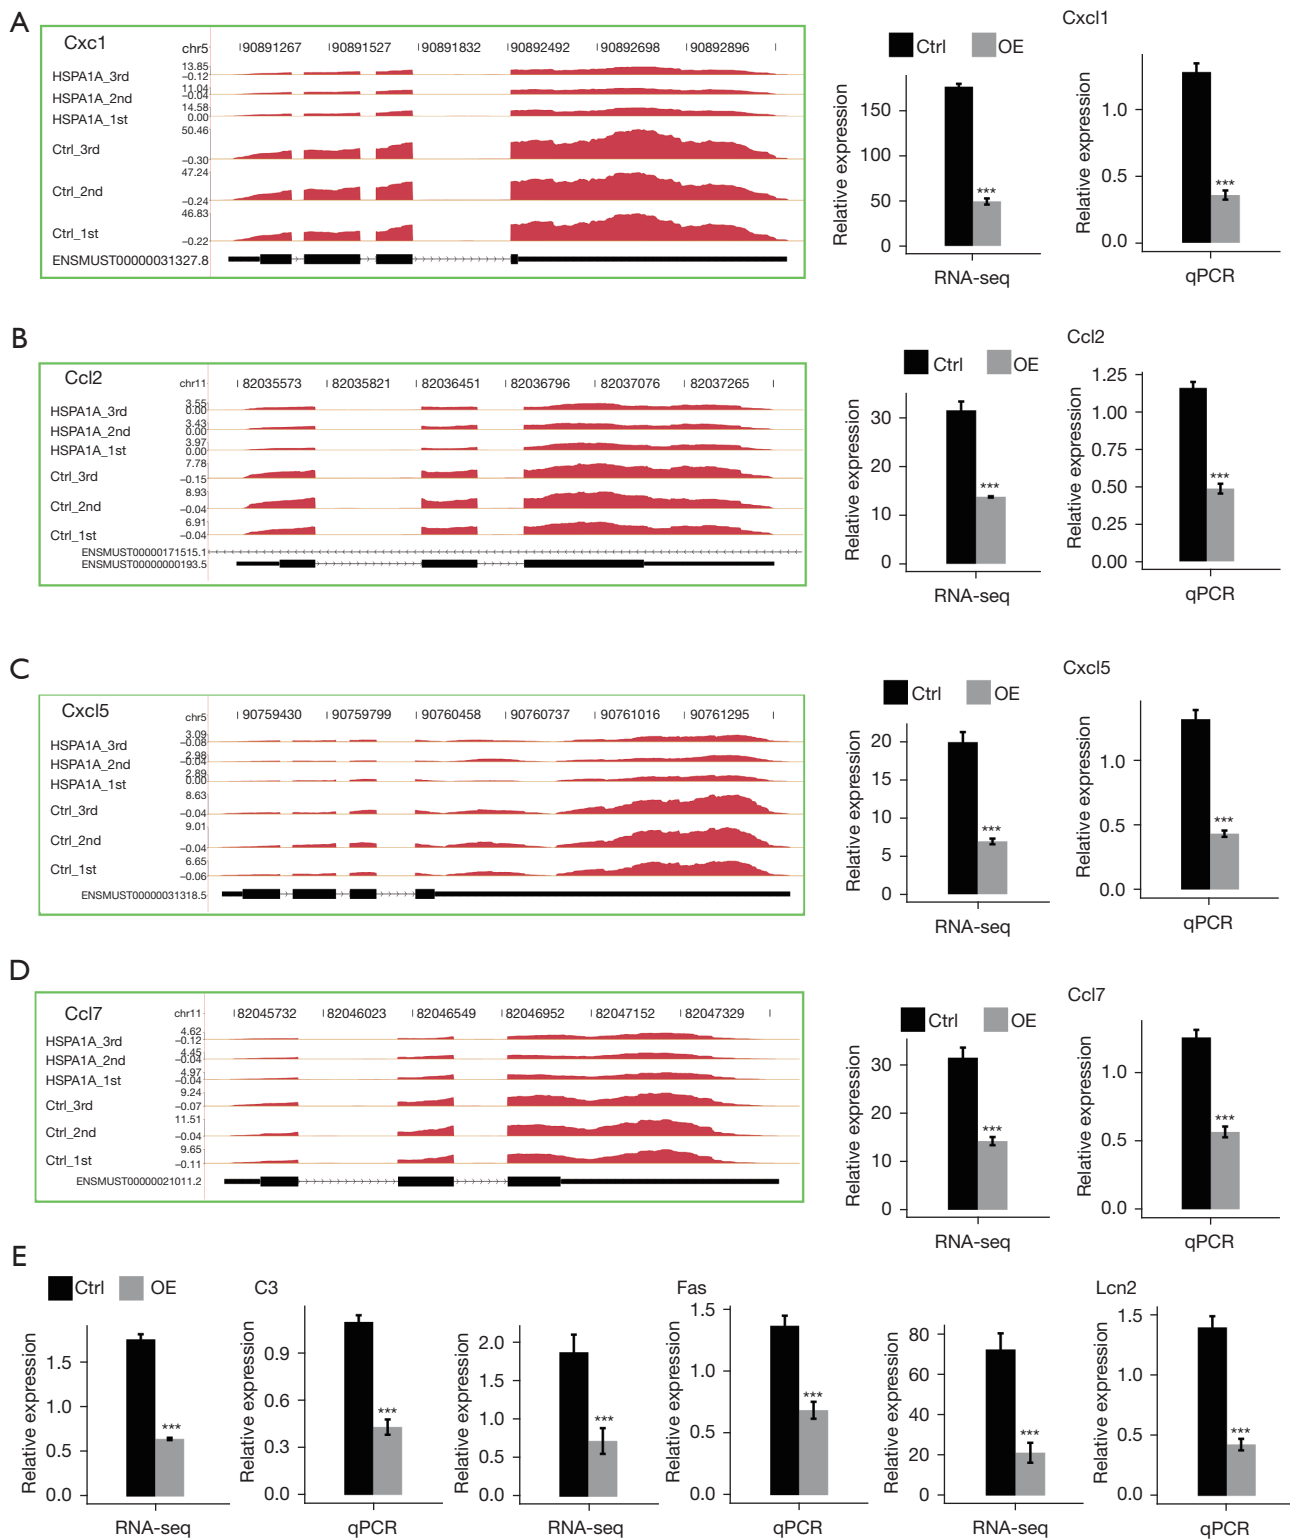 A
Cxc1
chr5
90891267 90891527 90891832 90892492 90892698 90892896
HSPA1A_3rd
13.85
−0.12
HSPA1A_2nd
11.04
−0.04
HSPA1A_1st
14.58
0.00
Ctrl_3rd
50.46
−0.30
Ctrl_2nd
47.24
−0.24
Ctrl_1st
46.83
−0.22
ENSMUST00000031327.8
Ctrl OE
Relative expression
150
100
50
0
***
RNA-seq
Cxcl1
Relative expression
1.0
0.5
0.0
***
qPCR
B
Ccl2
chr11
82035573 82035821 82036451 82036796 82037076 82037265
HSPA1A_3rd
3.55
0.00
HSPA1A_2nd
3.43
0.00
HSPA1A_1st
3.97
0.00
Ctrl_3rd
7.78
−0.15
Ctrl_2nd
8.93
−0.04
Ctrl_1st
6.91
−0.04
ENSMUST00000171515.1
ENSMUST00000000193.5
Ctrl OE
Relative expression
30
20
10
0
***
RNA-seq
Ccl2
Relative expression
1.25
1.00
0.75
0.50
0.25
0.00
***
qPCR
C
Cxcl5
chr5
90759430 90759799 90760458 90760737 90761016 90761295
HSPA1A_3rd
3.09
−0.08
HSPA1A_2nd
2.98
−0.04
HSPA1A_1st
2.89
0.00
Ctrl_3rd
8.63
−0.04
Ctrl_2nd
9.01
−0.04
Ctrl_1st
6.65
−0.06
ENSMUST00000031318.5
Ctrl OE
Relative expression
20
15
10
5
0
***
RNA-seq
Cxcl5
Relative expression
1.0
0.5
0.0
***
qPCR
D
Ccl7
chr11
82045732 82046023 82046549 82046952 82047152 82047329
HSPA1A_3rd
4.62
−0.12
HSPA1A_2nd
4.45
−0.04
HSPA1A_1st
4.97
−0.04
Ctrl_3rd
9.24
−0.07
Ctrl_2nd
11.51
−0.04
Ctrl_1st
9.65
−0.11
ENSMUST00000021011.2
Ctrl OE
Relative expression
30
20
10
0
***
RNA-seq
Ccl7
Relative expression
1.0
0.5
0.0
***
qPCR
E
Ctrl OE
Relative expression
1.5
1.0
0.5
0.0
***
RNA-seq
C3
Relative expression
0.9
0.6
0.3
0.0
***
qPCR
Relative expression
2.0
1.5
1.0
0.5
0.0
***
RNA-seq
Fas
Relative expression
1.5
1.0
0.5
0.0
***
qPCR
Relative expression
80
60
40
20
0
***
RNA-seq
Lcn2
Relative expression
1.5
1.0
0.5
0.0
***
qPCR